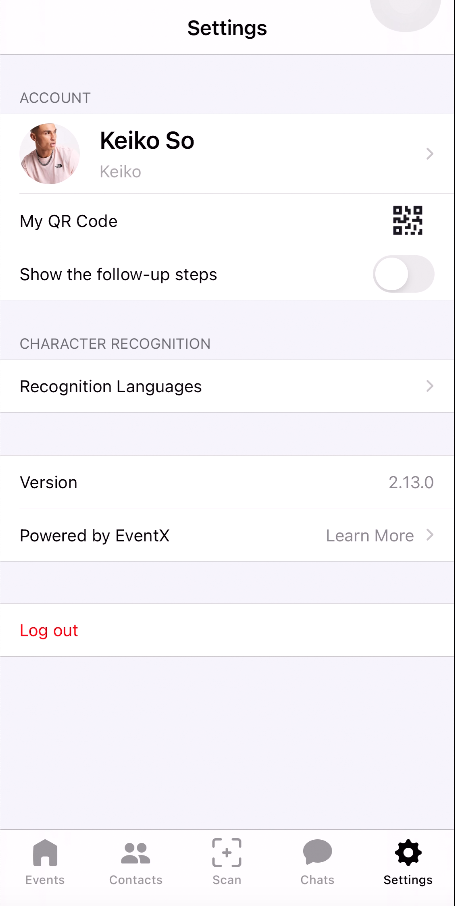 Settings
ACCOUNT
Keiko So
Keiko
My QR Code
Show the follow-up steps
CHARACTER RECOGNITION
Recognition Languages
Version 2.13.0
Powered by EventX Learn More
Log out
Events Contacts Scan Chats Settings